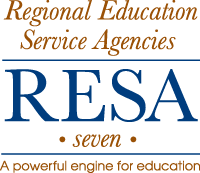 Regional Education
Service Agencies
RESA
• seven •
A powerful engine for education